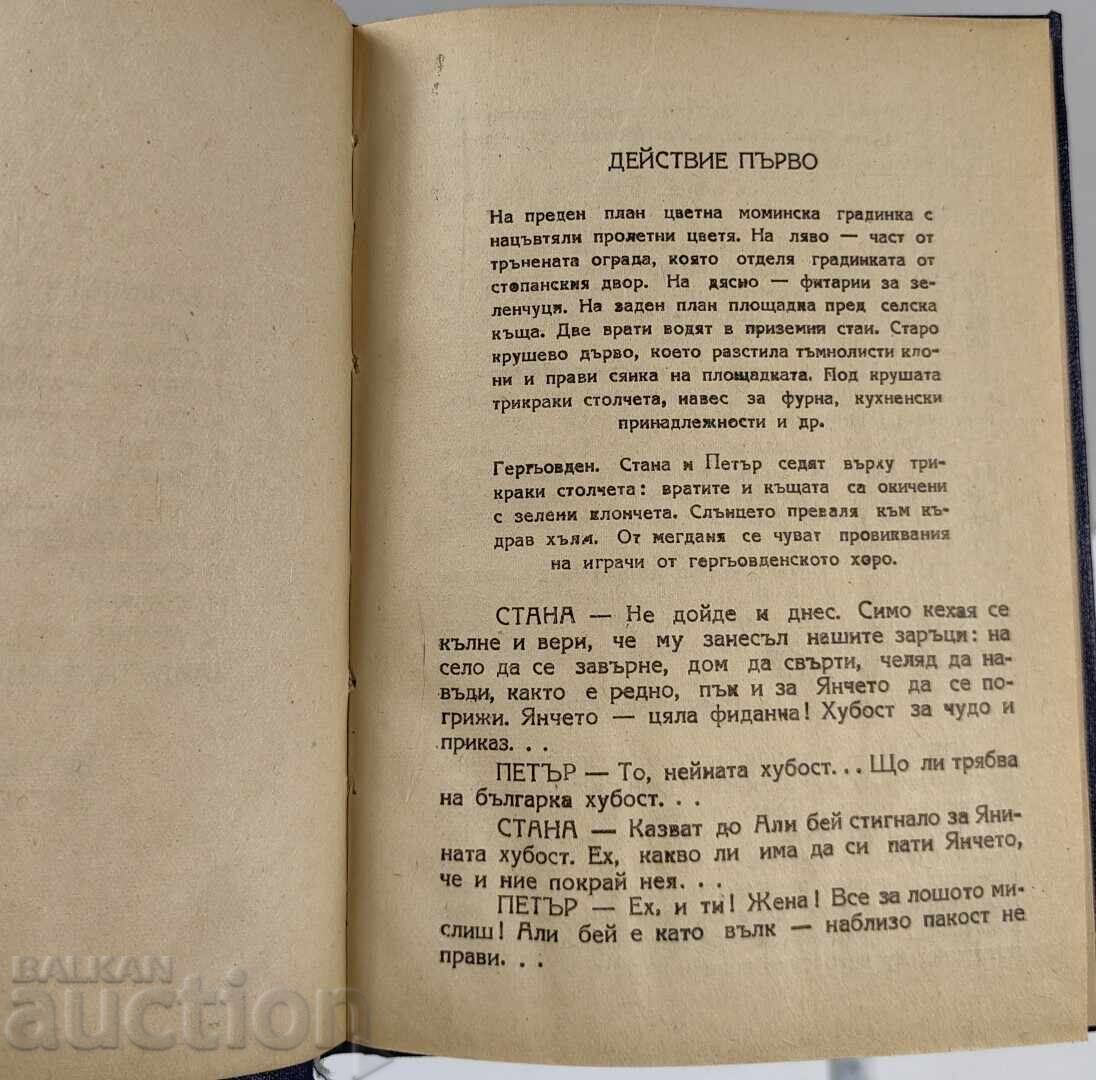 ДЕЙСТВИЕ ПЪРВО
На преден план цветна моминска градинка с
нацъвтяли пролетни цветя. На ляво — част от
трънената ограда, която отделя градинката от
стопанския двор. На дясно — фитарии за зе-
ленчуци. На заден план площадка пред селска
къща. Две врати водят в приземни стаи. Старо
крушево дърво, което разстила тъмнолисти кло-
ни и прави сянка на площадката. Под крушата
трикраки столчета, навес за фурна, кухненски
принадлежности и др.
Гергьовден. Стана и Петър седят върху три-
краки столчета: вратите и къщата са окичени
с зелени клончета. Слънцето преваля към къ-
драв хълм. От мегданя се чуват провиквания
на играчи от гергьовденското хоро.
СТАНА — Не дойде и днес. Симо кехая се
кълне и вери, че му занесъл нашите заръци: на
село да се завърне, дом да свърти, челяд да на-
въди, както е редно, пък и за Янчето да се по-
грижи. Янчето — цяла фиданка! Хубост за чудо и
приказ. . .
ПЕТЪР — То, нейната хубост... Що ли трябва
на българка хубост. . .
СТАНА — Казват до Али бей стигнало за Яни-
ната хубост. Ех, какво ли има да си пати Янчето,
че и ние покрай нея. . .
ПЕТЪР — Ех, и ти! Жена! Все за лошото ми-
слиш! Али бей е като вълк — наблизо пакост не
прави. . .
BALKAN
auction